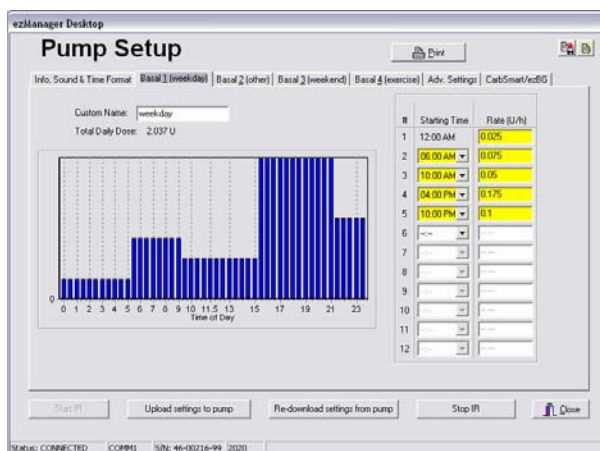 ezManager Desktop
Pump Setup
Print
Info, Sound & Time Format
Basal 1 (weekday)
Basal 2 (other)
Basal 3 (weekend)
Basal 4 (exercise)
Adv. Settings
CarbSmart/ezBG
Custom Name: weekday
Total Daily Dose: 2.037 U
# Starting Time Rate (U/h)
1 12:00 AM 0.025
2 06:00 AM 0.075
3 10:00 AM 0.05
4 04:00 PM 0.175
5 10:00 PM 0.1
6 --:-- --.--
7 --:-- --.--
8 --:-- --.--
9 --:-- --.--
10 --:-- --.--
11 --:-- --.--
12 --:-- --.--
0
0 1 2 3 4 5 6 7 8 9 10 11.5 13 15 17 19 21 23
Time of Day
Start IR
Upload settings to pump
Re-download settings from pump
Stop IR
Close
Status: CONNECTED COMM1 S/N: 46-00216-99 2020